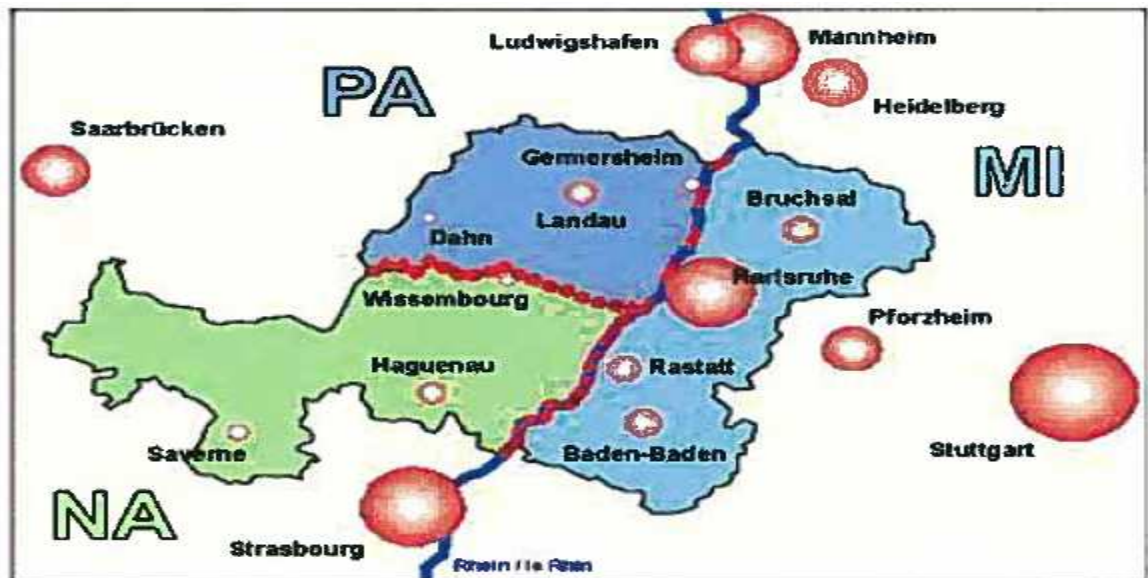 Ludwigshafen
Mannheim
PA
Heidelberg
Saarbrücken
Germersheim
MI
Bruchsal
Landau
Dahn
Karlsruhe
Wissembourg
Pforzheim
Haguenau
Rastatt
Saverne
Baden-Baden
Stuttgart
NA
Strasbourg
Rhein / le Rhin